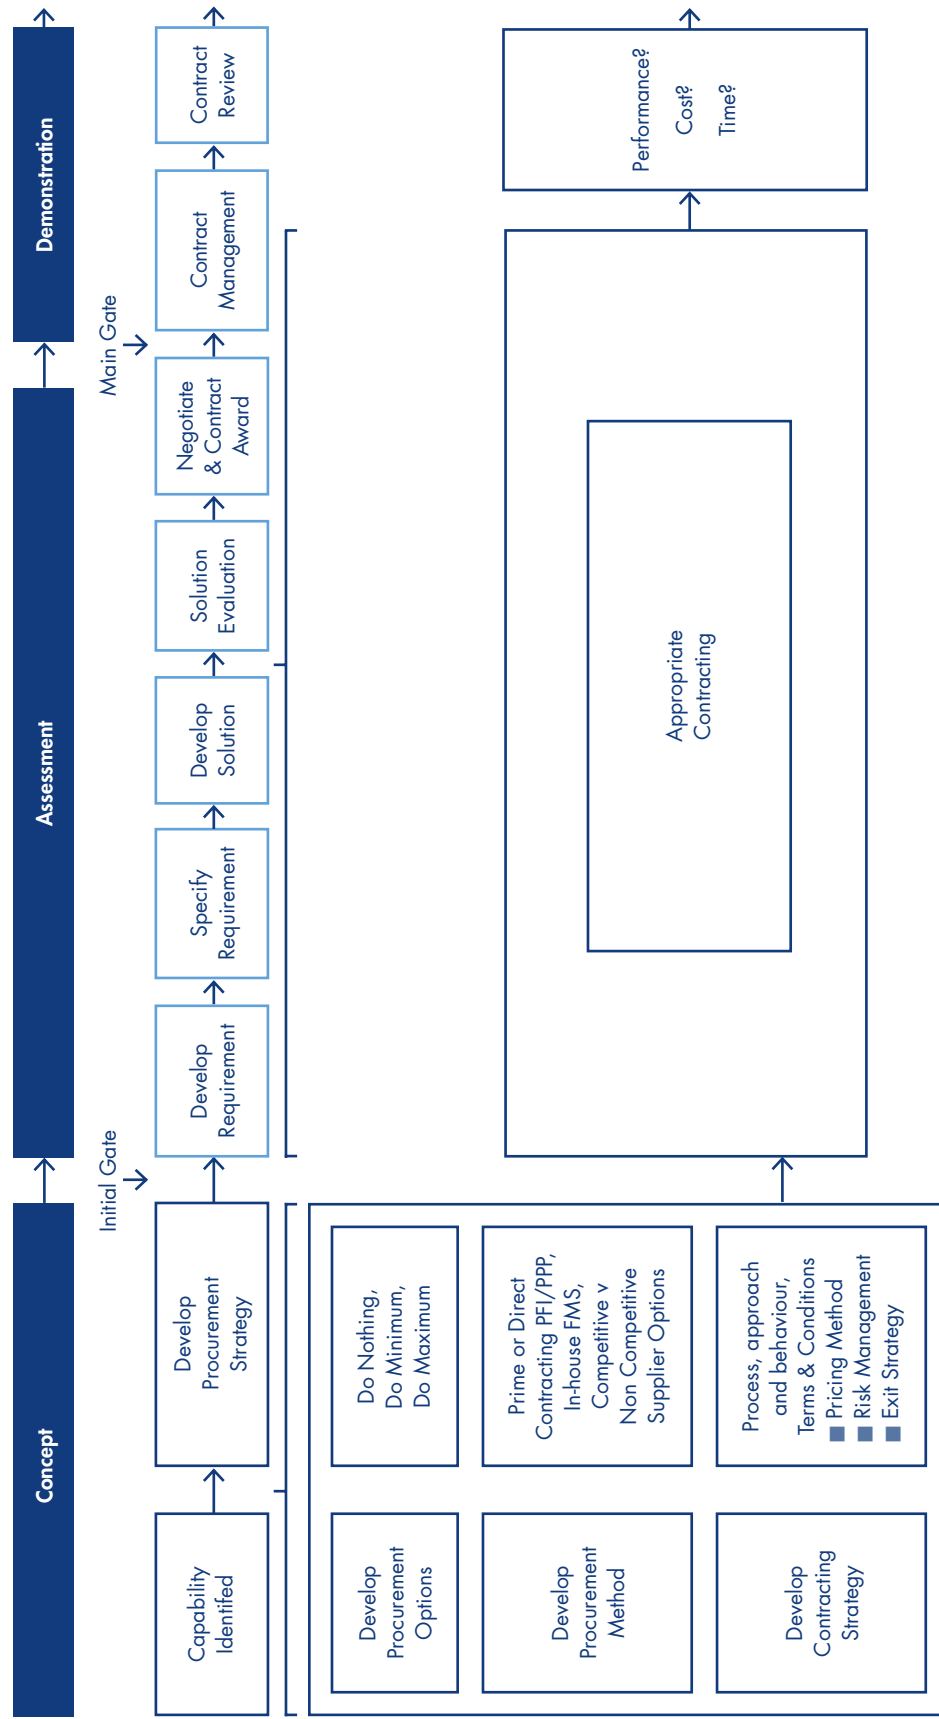 Concept
Assessment
Demonstration
Initial Gate
Main Gate
Capability
Identifed
Develop
Procurement
Strategy
Develop
Requirement
Specify
Requirement
Develop
Solution
Solution
Evaluation
Negotiate
& Contract
Award
Contract
Management
Contract
Review
Develop
Procurement
Options
Do Nothing,
Do Minimum,
Do Maximum
Develop
Procurement
Method
Prime or Direct
Contracting PFI/PPP,
In-house FMS,
Competitive v
Non Competitive
Supplier Options
Develop
Contracting
Strategy
Process, approach
and behaviour,
Terms & Conditions
Pricing Method
Risk Management
Exit Strategy
Appropriate
Contracting
Performance?
Cost?
Time?